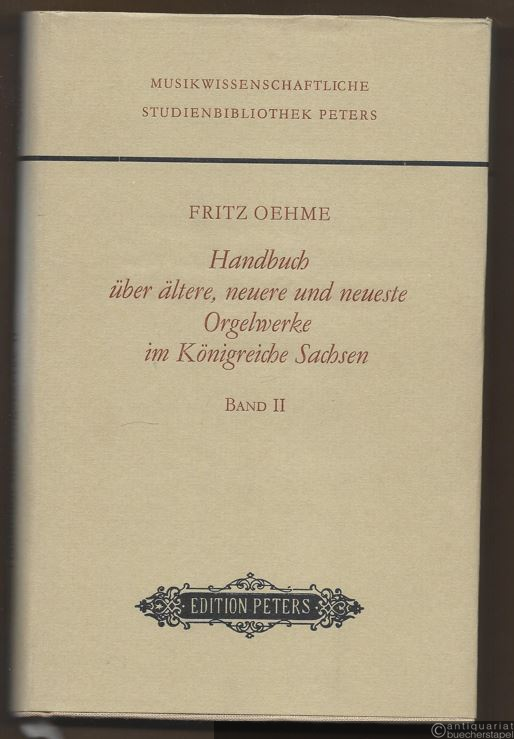 MUSIKWISSENSCHAFTLICHE
STUDIENBIBLIOTHEK PETERS
FRITZ OEHME
Handbuch
über ältere, neuere und neueste
Orgelwerke
im Königreiche Sachsen
BAND II
EDITION PETERS
antiquariat
buecherstapel